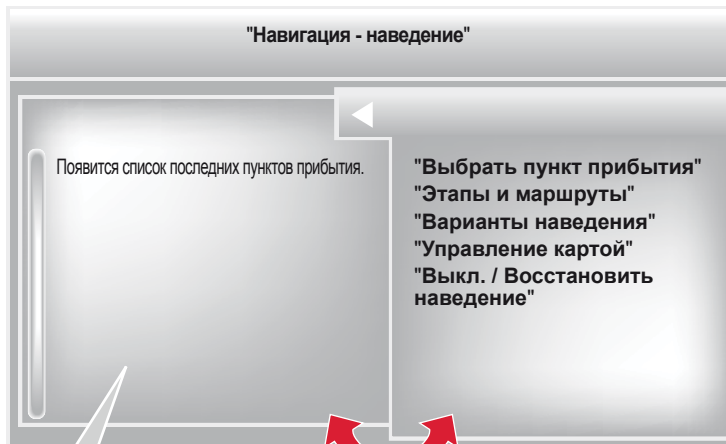 "Навигация - наведение"
Появится список последних пунктов прибытия.
"Выбрать пункт прибытия"
"Этапы и маршруты"
"Варианты наведения"
"Управление картой"
"Выкл. / Восстановить
наведение"